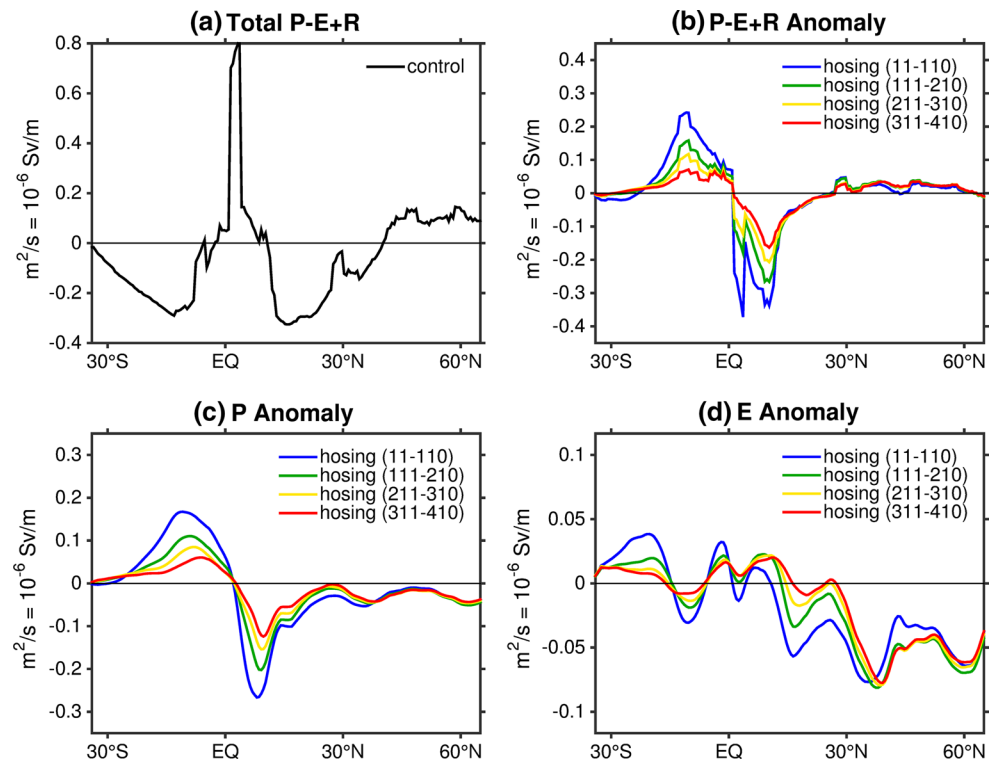 (a) Total P-E+R
m²/s = 10⁻⁶ Sv/m
0.8
0.6
0.4
0.2
0
-0.2
-0.4
30°S
EQ
30°N
60°N
control
(b) P-E+R Anomaly
m²/s = 10⁻⁶ Sv/m
0.4
0.3
0.2
0.1
0
-0.1
-0.2
-0.3
-0.4
30°S
EQ
30°N
60°N
hosing (11-110)
hosing (111-210)
hosing (211-310)
hosing (311-410)
(c) P Anomaly
m²/s = 10⁻⁶ Sv/m
0.3
0.2
0.1
0
-0.1
-0.2
-0.3
30°S
EQ
30°N
60°N
hosing (11-110)
hosing (111-210)
hosing (211-310)
hosing (311-410)
(d) E Anomaly
m²/s = 10⁻⁶ Sv/m
0.1
0.05
0
-0.05
-0.1
30°S
EQ
30°N
60°N
hosing (11-110)
hosing (111-210)
hosing (211-310)
hosing (311-410)